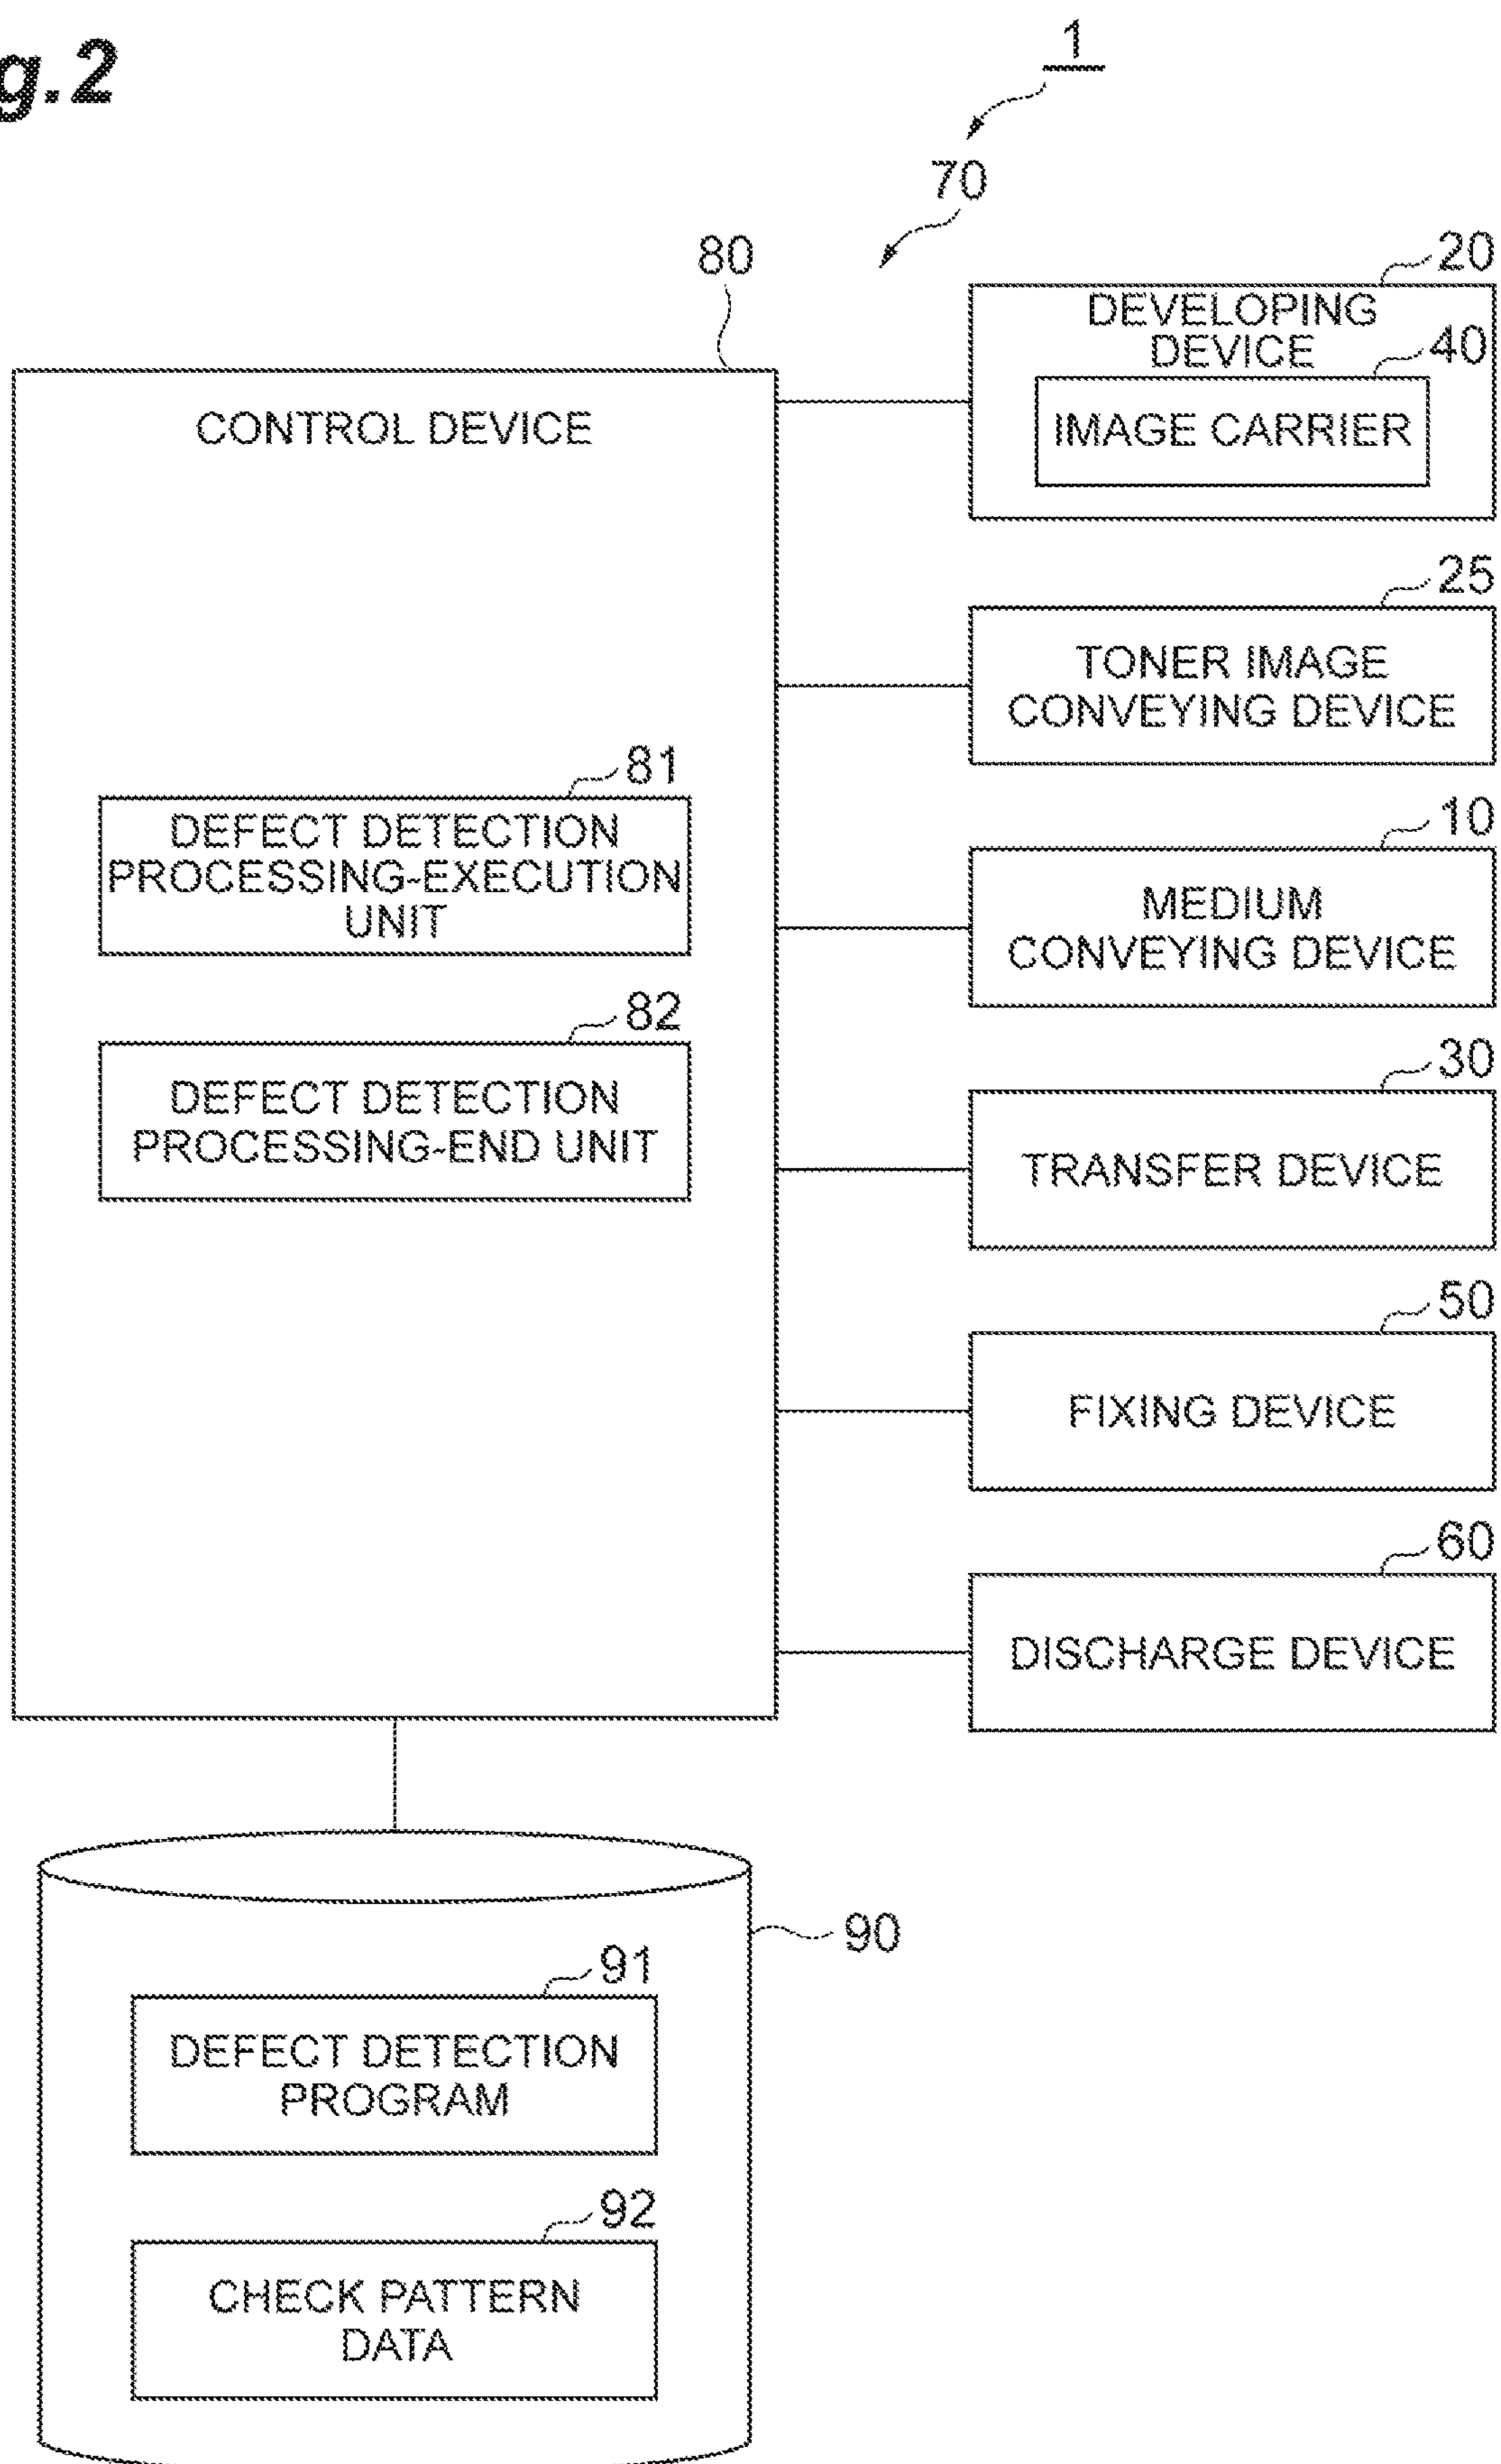 g.2
1
70
80
CONTROL DEVICE
20
DEVELOPING
DEVICE
40
IMAGE CARRIER
25
TONER IMAGE
CONVEYING DEVICE
81
DEFECT DETECTION
PROCESSING-EXECUTION
UNIT
10
MEDIUM
CONVEYING DEVICE
82
DEFECT DETECTION
PROCESSING-END UNIT
30
TRANSFER DEVICE
50
FIXING DEVICE
60
DISCHARGE DEVICE
90
91
DEFECT DETECTION
PROGRAM
92
CHECK PATTERN
DATA